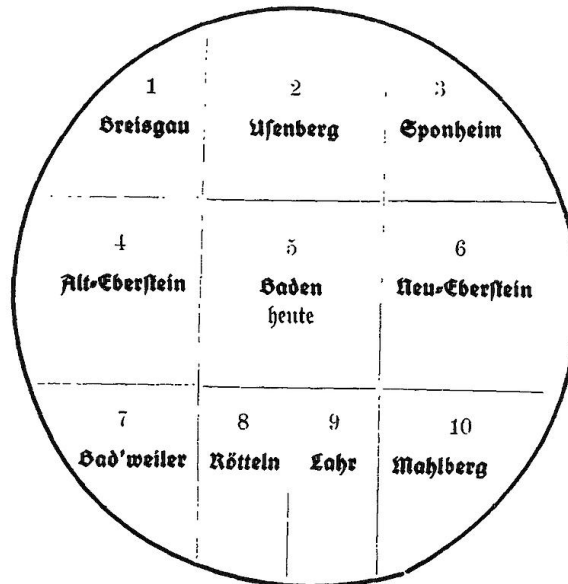 1 2 3
Breisgau Uſenberg Sponheim
4 5 6
Alt-Eberſtein Baden Neu-Eberſtein
heute
7 8 9 10
Bad'weiler Rötteln Lahr Mahlberg